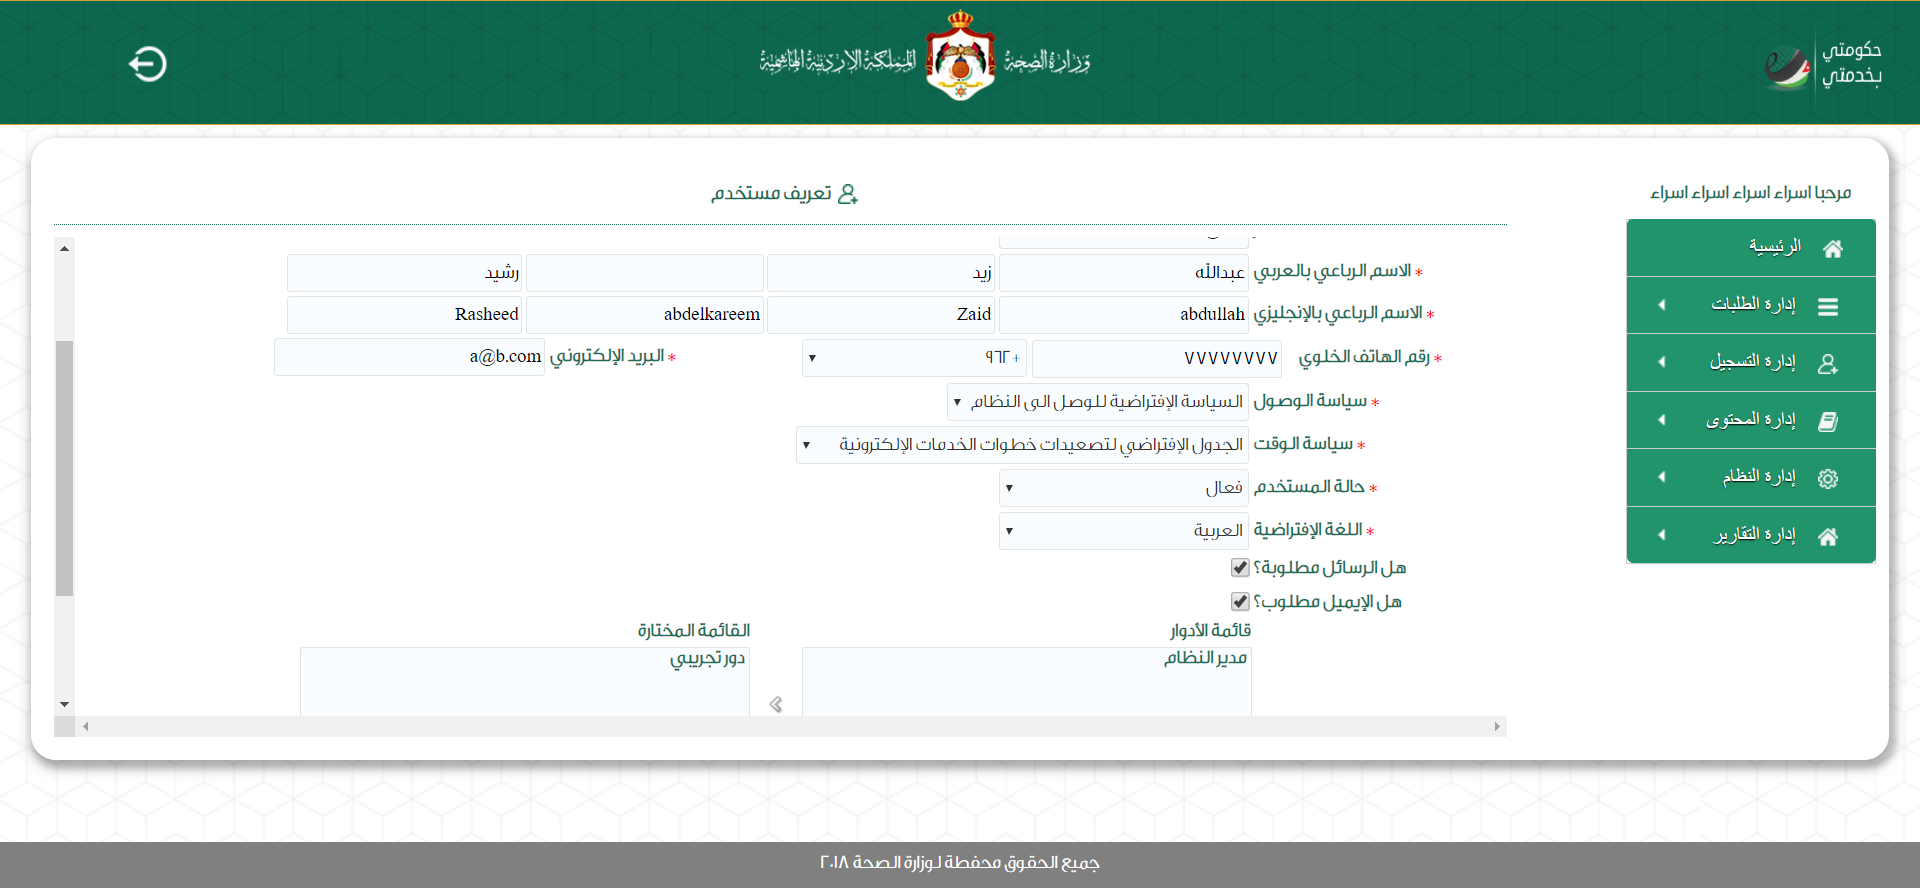 حكومتي
بخدمتي
وزارة الصحة
المملكة الاردنية الهاشمية
مرحبا اسراء اسراء اسراء اسراء
الرئيسية
إدارة الطلبات
إدارة التسجيل
إدارة المحتوى
إدارة النظام
إدارة التقارير
تعريف مستخدم
* الاسم الرباعي بالعربي عبدالله زيد رشيد
* الاسم الرباعي بالإنجليزي abdullah Zaid abdelkareem Rasheed
* رقم الهاتف الخلوي ٧٧٧٧٧٧٧٧ +٩٦٢ * البريد الإلكتروني a@b.com
* سياسة الوصول السياسة الإفتراضية للوصل الى النظام
* سياسة الوقت الجدول الإفتراضي لتصعيدات خطوات الخدمات الإلكترونية
* حالة المستخدم فعال
* اللغة الإفتراضية العربية
هل الرسائل مطلوبة؟
هل الإيميل مطلوب؟
قائمة الأدوار القائمة المختارة
مدير النظام دور تجريبي
جميع الحقوق محفطة لوزارة الصحة ٢٠١٨